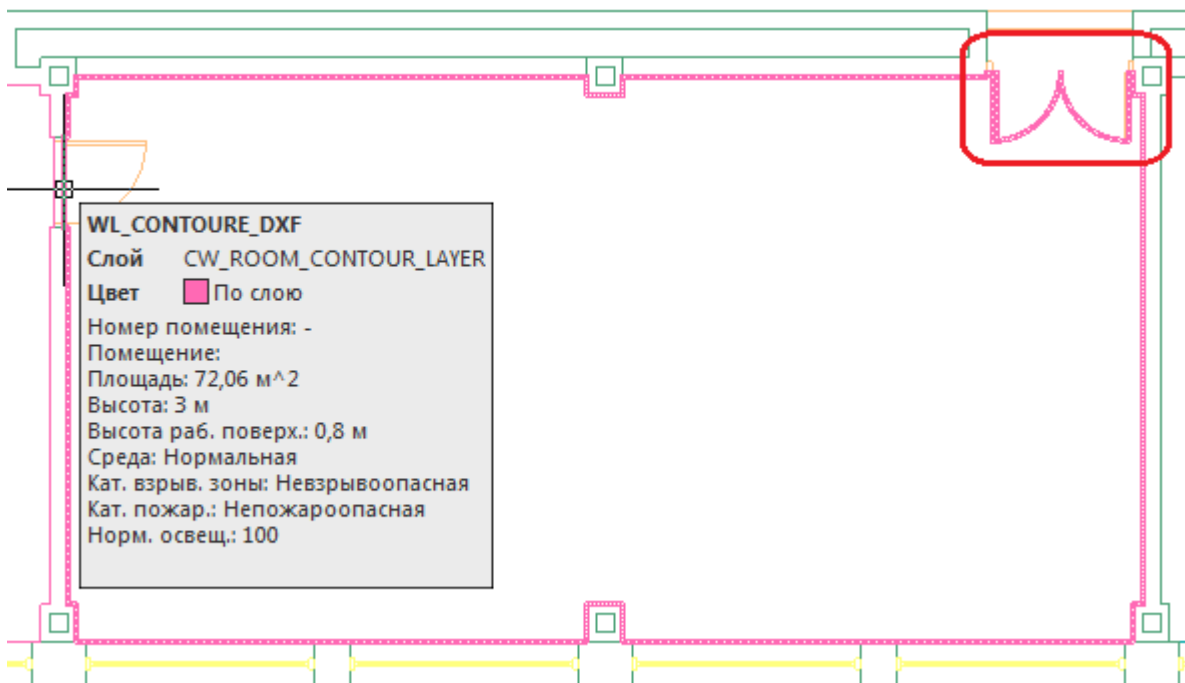 WL_CONTOURE_DXF
Слой CW_ROOM_CONTOUR_LAYER
Цвет По слою
Номер помещения: -
Помещение:
Площадь: 72,06 м^2
Высота: 3 м
Высота раб. поверх.: 0,8 м
Среда: Нормальная
Кат. взрыв. зоны: Невзрывоопасная
Кат. пожар.: Непожароопасная
Норм. освещ.: 100